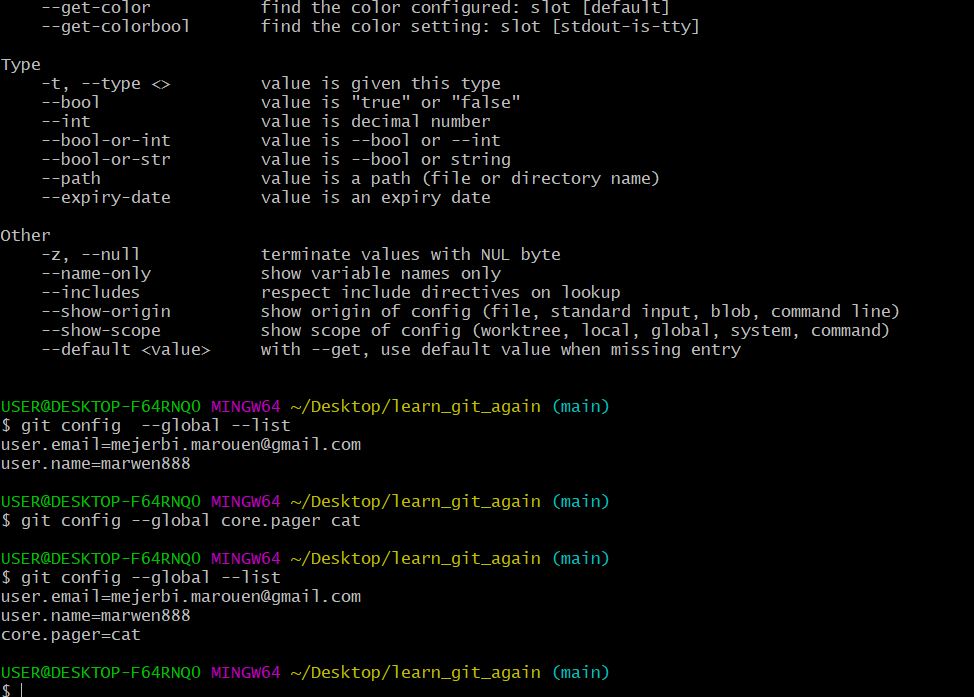 --get-color find the color configured: slot [default]
--get-colorbool find the color setting: slot [stdout-is-tty]
Type
-t, --type <> value is given this type
--bool value is "true" or "false"
--int value is decimal number
--bool-or-int value is --bool or --int
--bool-or-str value is --bool or string
--path value is a path (file or directory name)
--expiry-date value is an expiry date
Other
-z, --null terminate values with NUL byte
--name-only show variable names only
--includes respect include directives on lookup
--show-origin show origin of config (file, standard input, blob, command line)
--show-scope show scope of config (worktree, local, global, system, command)
--default <value> with --get, use default value when missing entry
USER@DESKTOP-F64RNQO MINGW64 ~/Desktop/learn_git_again (main)
$ git config  --global --list
user.email=mejerbi.marouen@gmail.com
user.name=marwen888
USER@DESKTOP-F64RNQO MINGW64 ~/Desktop/learn_git_again (main)
$ git config --global core.pager cat
USER@DESKTOP-F64RNQO MINGW64 ~/Desktop/learn_git_again (main)
$ git config --global --list
user.email=mejerbi.marouen@gmail.com
user.name=marwen888
core.pager=cat
USER@DESKTOP-F64RNQO MINGW64 ~/Desktop/learn_git_again (main)
$